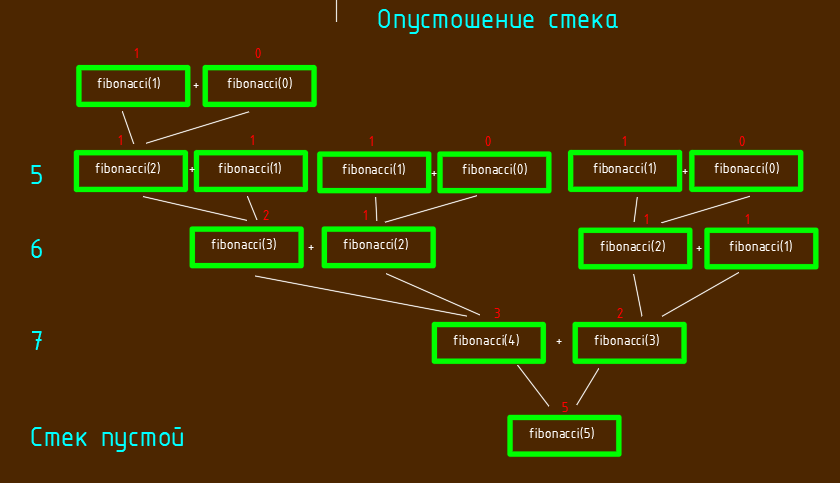 Опустошение стека
1 0
fibonacci(1) + fibonacci(0)
1 1 1 0 1 0
5 fibonacci(2) + fibonacci(1) fibonacci(1) + fibonacci(0) fibonacci(1) + fibonacci(0)
2 1 1 1
6 fibonacci(3) + fibonacci(2) fibonacci(2) + fibonacci(1)
3 2
7 fibonacci(4) + fibonacci(3)
5
Стек пустой fibonacci(5)